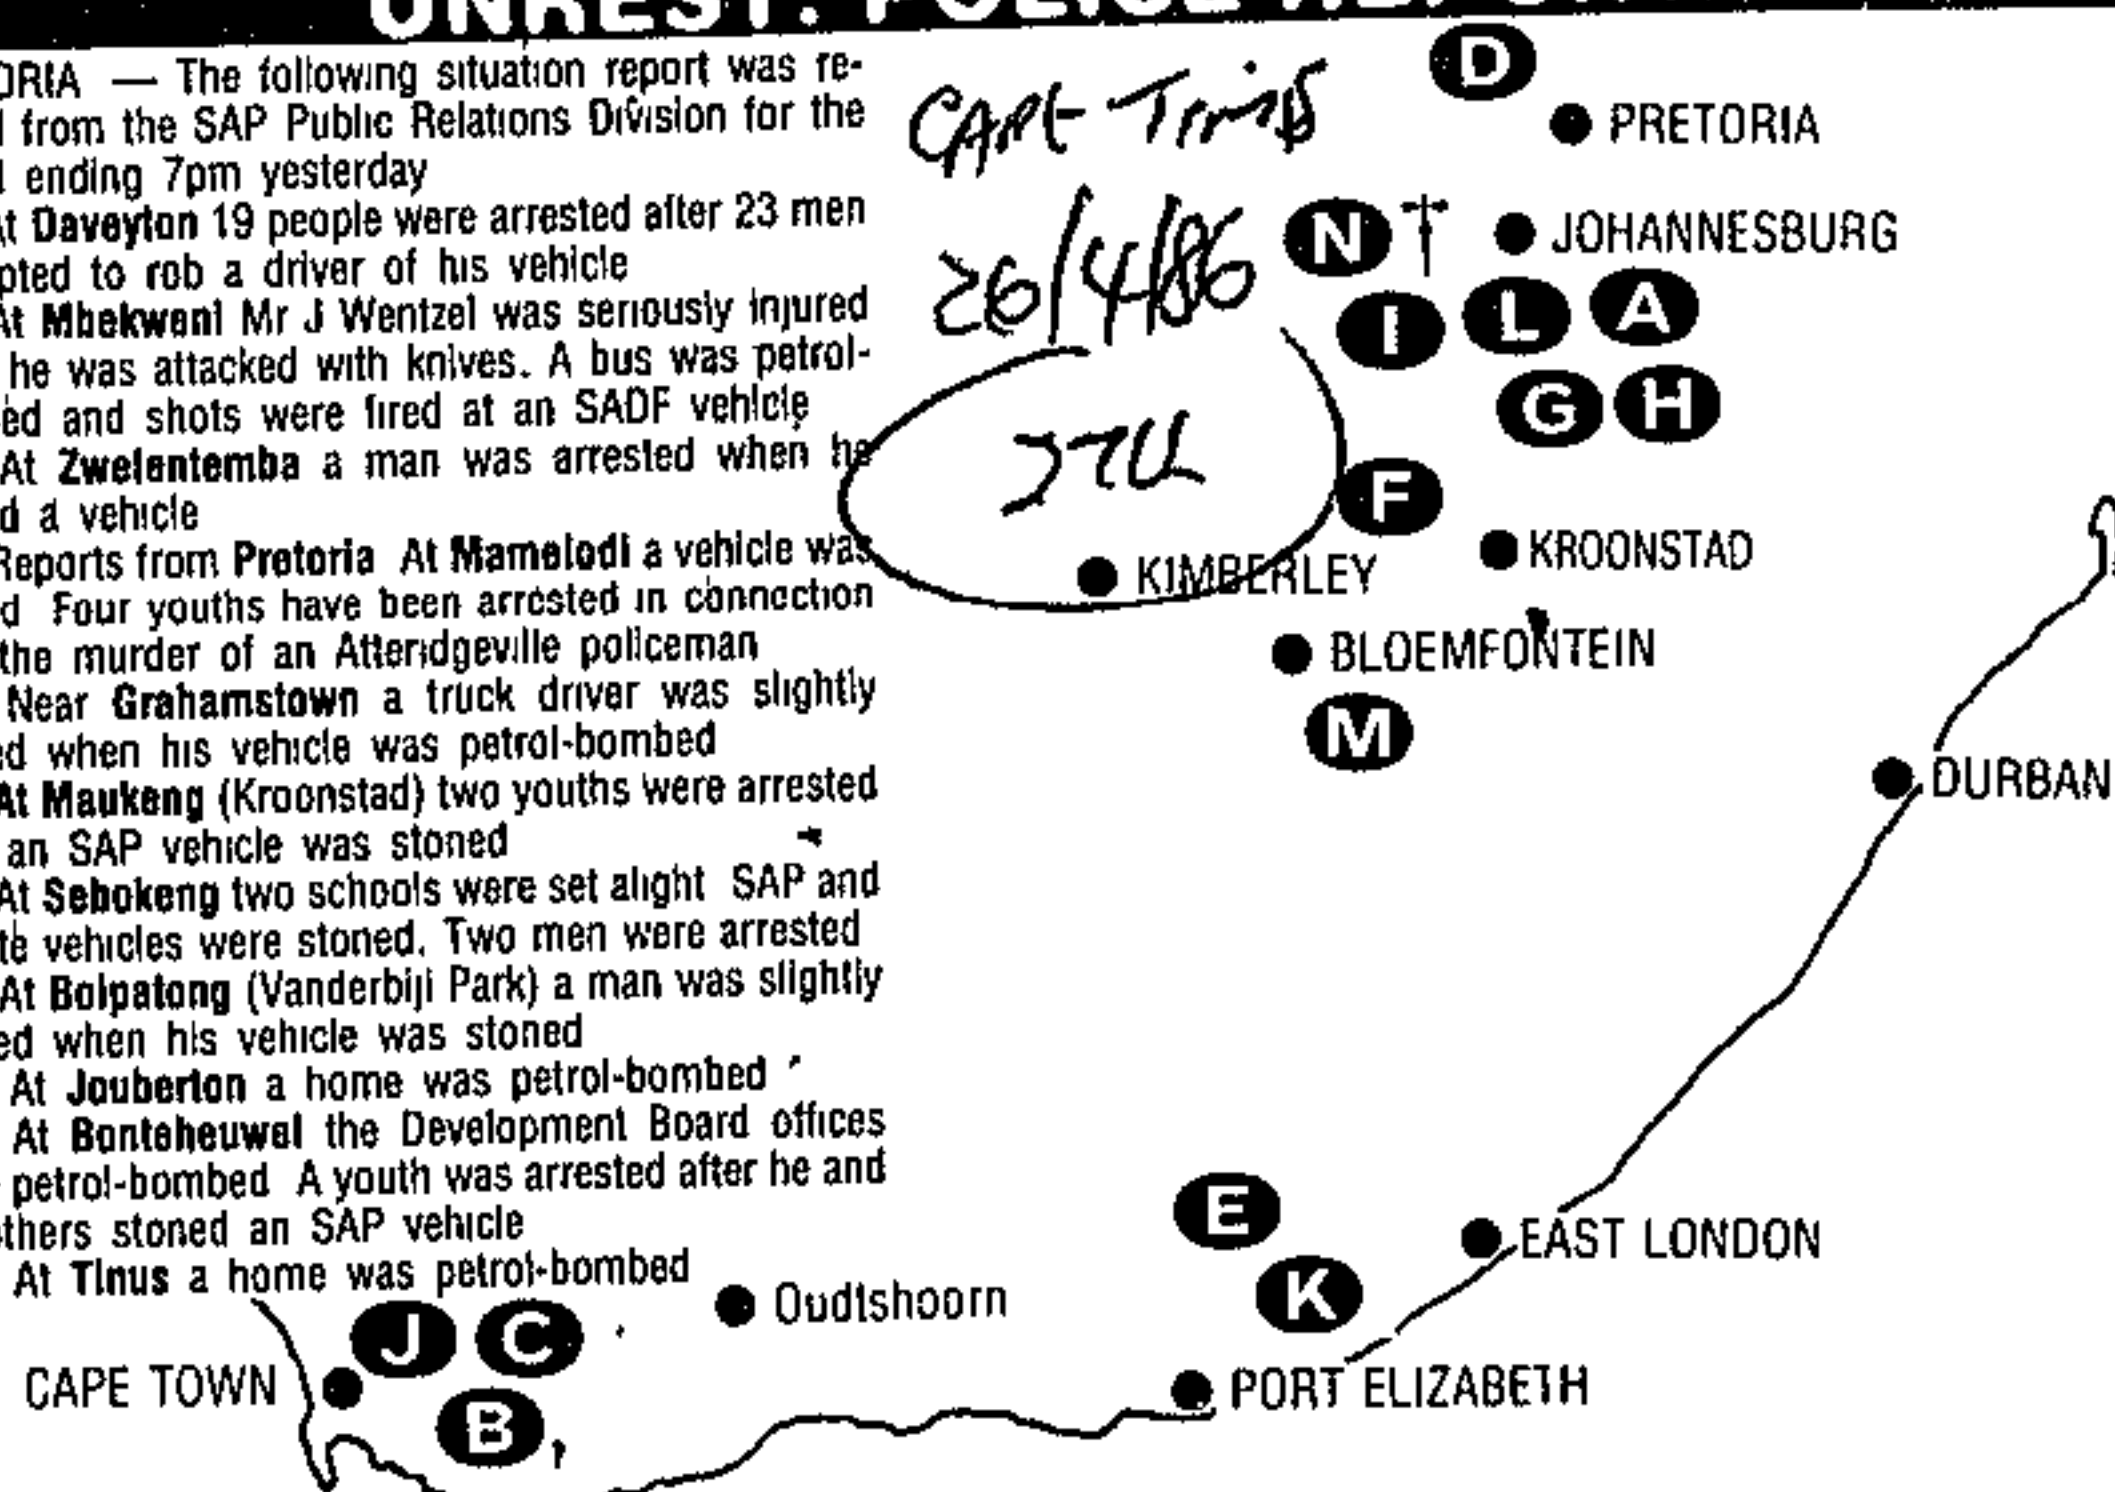 UNREST: POLICE
ORIA — The following situation report was re-
from the SAP Public Relations Division for the
ending 7pm yesterday
At Daveyton 19 people were arrested after 23 men
pted to rob a driver of his vehicle
At Mbekweni Mr J Wentzel was seriously injured
he was attacked with knives. A bus was petrol-
ed and shots were fired at an SADF vehicle
At Zwelentemba a man was arrested when he
d a vehicle
Reports from Pretoria At Mamelodi a vehicle was
d Four youths have been arrested in connection
the murder of an Atteridgeville policeman
Near Grahamstown a truck driver was slightly
ed when his vehicle was petrol-bombed
At Maukeng (Kroonstad) two youths were arrested
an SAP vehicle was stoned
At Sebokeng two schools were set alight SAP and
te vehicles were stoned. Two men were arrested
At Boipatong (Vanderbijl Park) a man was slightly
ed when his vehicle was stoned
At Jouberton a home was petrol-bombed
At Bonteheuwel the Development Board offices
petrol-bombed A youth was arrested after he and
thers stoned an SAP vehicle
At Tinus a home was petrol-bombed
Cape Times
26/4/86
D
PRETORIA
N
JOHANNESBURG
I L A
G H
F
KROONSTAD
KIMBERLEY
BLOEMFONTEIN
M
DURBAN
E
EAST LONDON
K
Oudtshoorn
J C
CAPE TOWN
PORT ELIZABETH
B